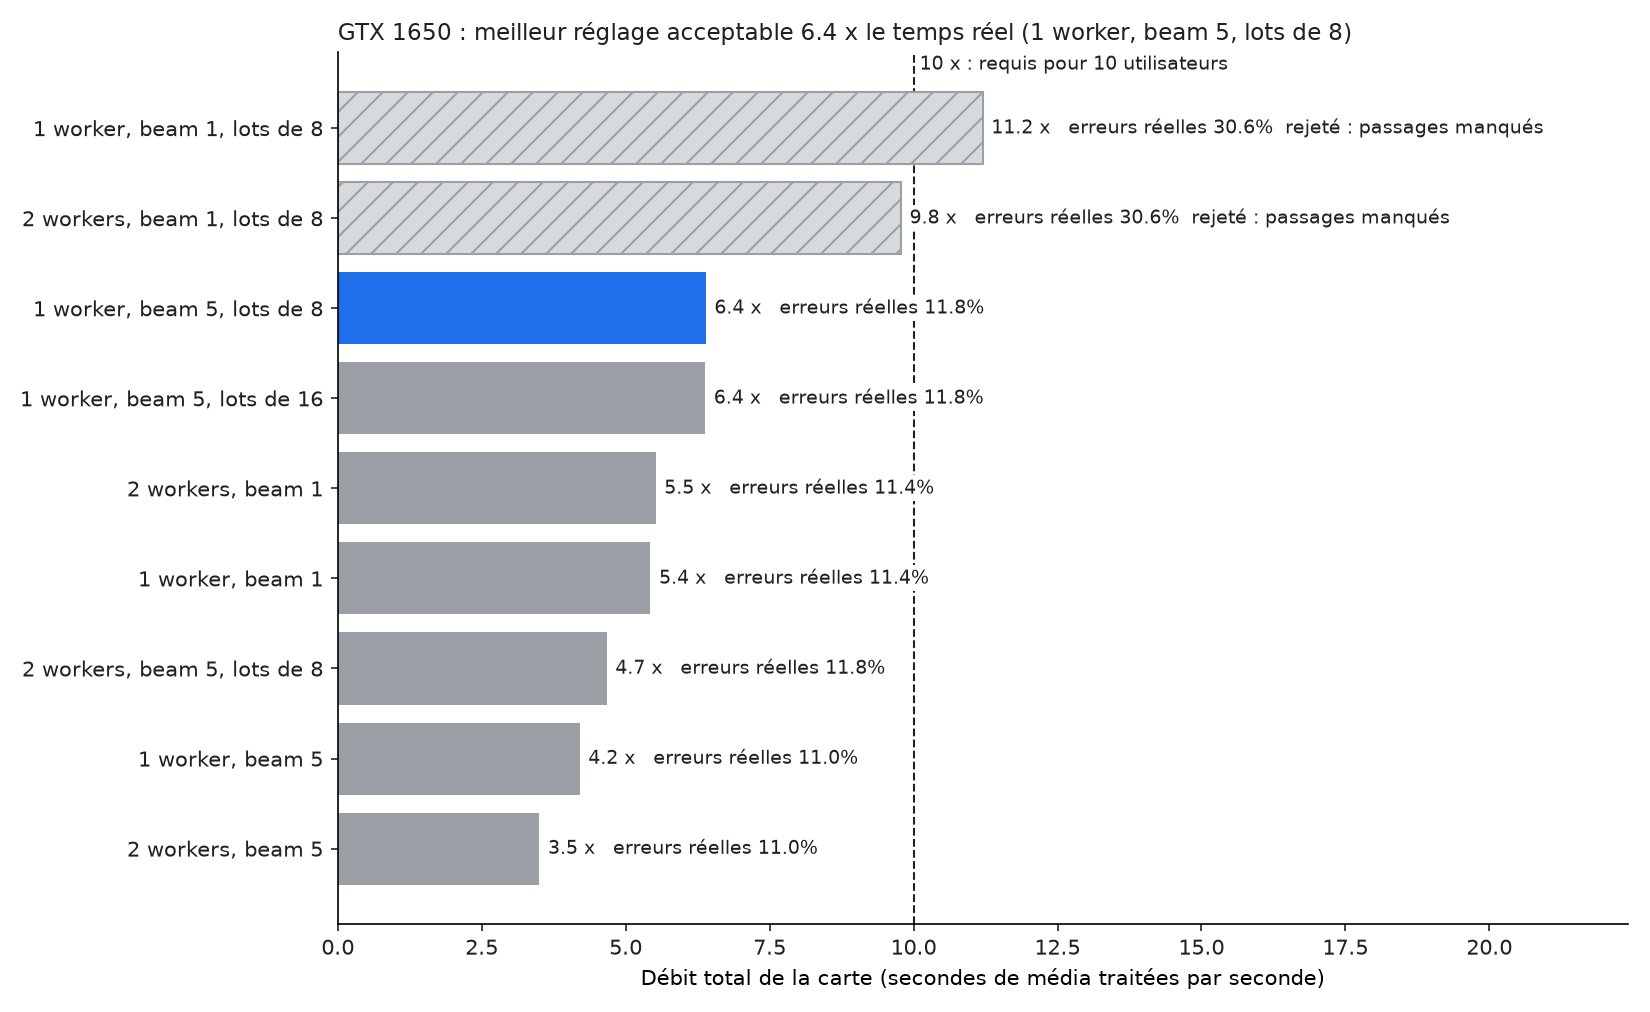 GTX 1650 : meilleur réglage acceptable 6.4 x le temps réel (1 worker, beam 5, lots de 8)
10 x : requis pour 10 utilisateurs
1 worker, beam 1, lots de 8 11.2 x erreurs réelles 30.6% rejeté : passages manqués
2 workers, beam 1, lots de 8 9.8 x erreurs réelles 30.6% rejeté : passages manqués
1 worker, beam 5, lots de 8 6.4 x erreurs réelles 11.8%
1 worker, beam 5, lots de 16 6.4 x erreurs réelles 11.8%
2 workers, beam 1 5.5 x erreurs réelles 11.4%
1 worker, beam 1 5.4 x erreurs réelles 11.4%
2 workers, beam 5, lots de 8 4.7 x erreurs réelles 11.8%
1 worker, beam 5 4.2 x erreurs réelles 11.0%
2 workers, beam 5 3.5 x erreurs réelles 11.0%
0.0 2.5 5.0 7.5 10.0 12.5 15.0 17.5 20.0
Débit total de la carte (secondes de média traitées par seconde)